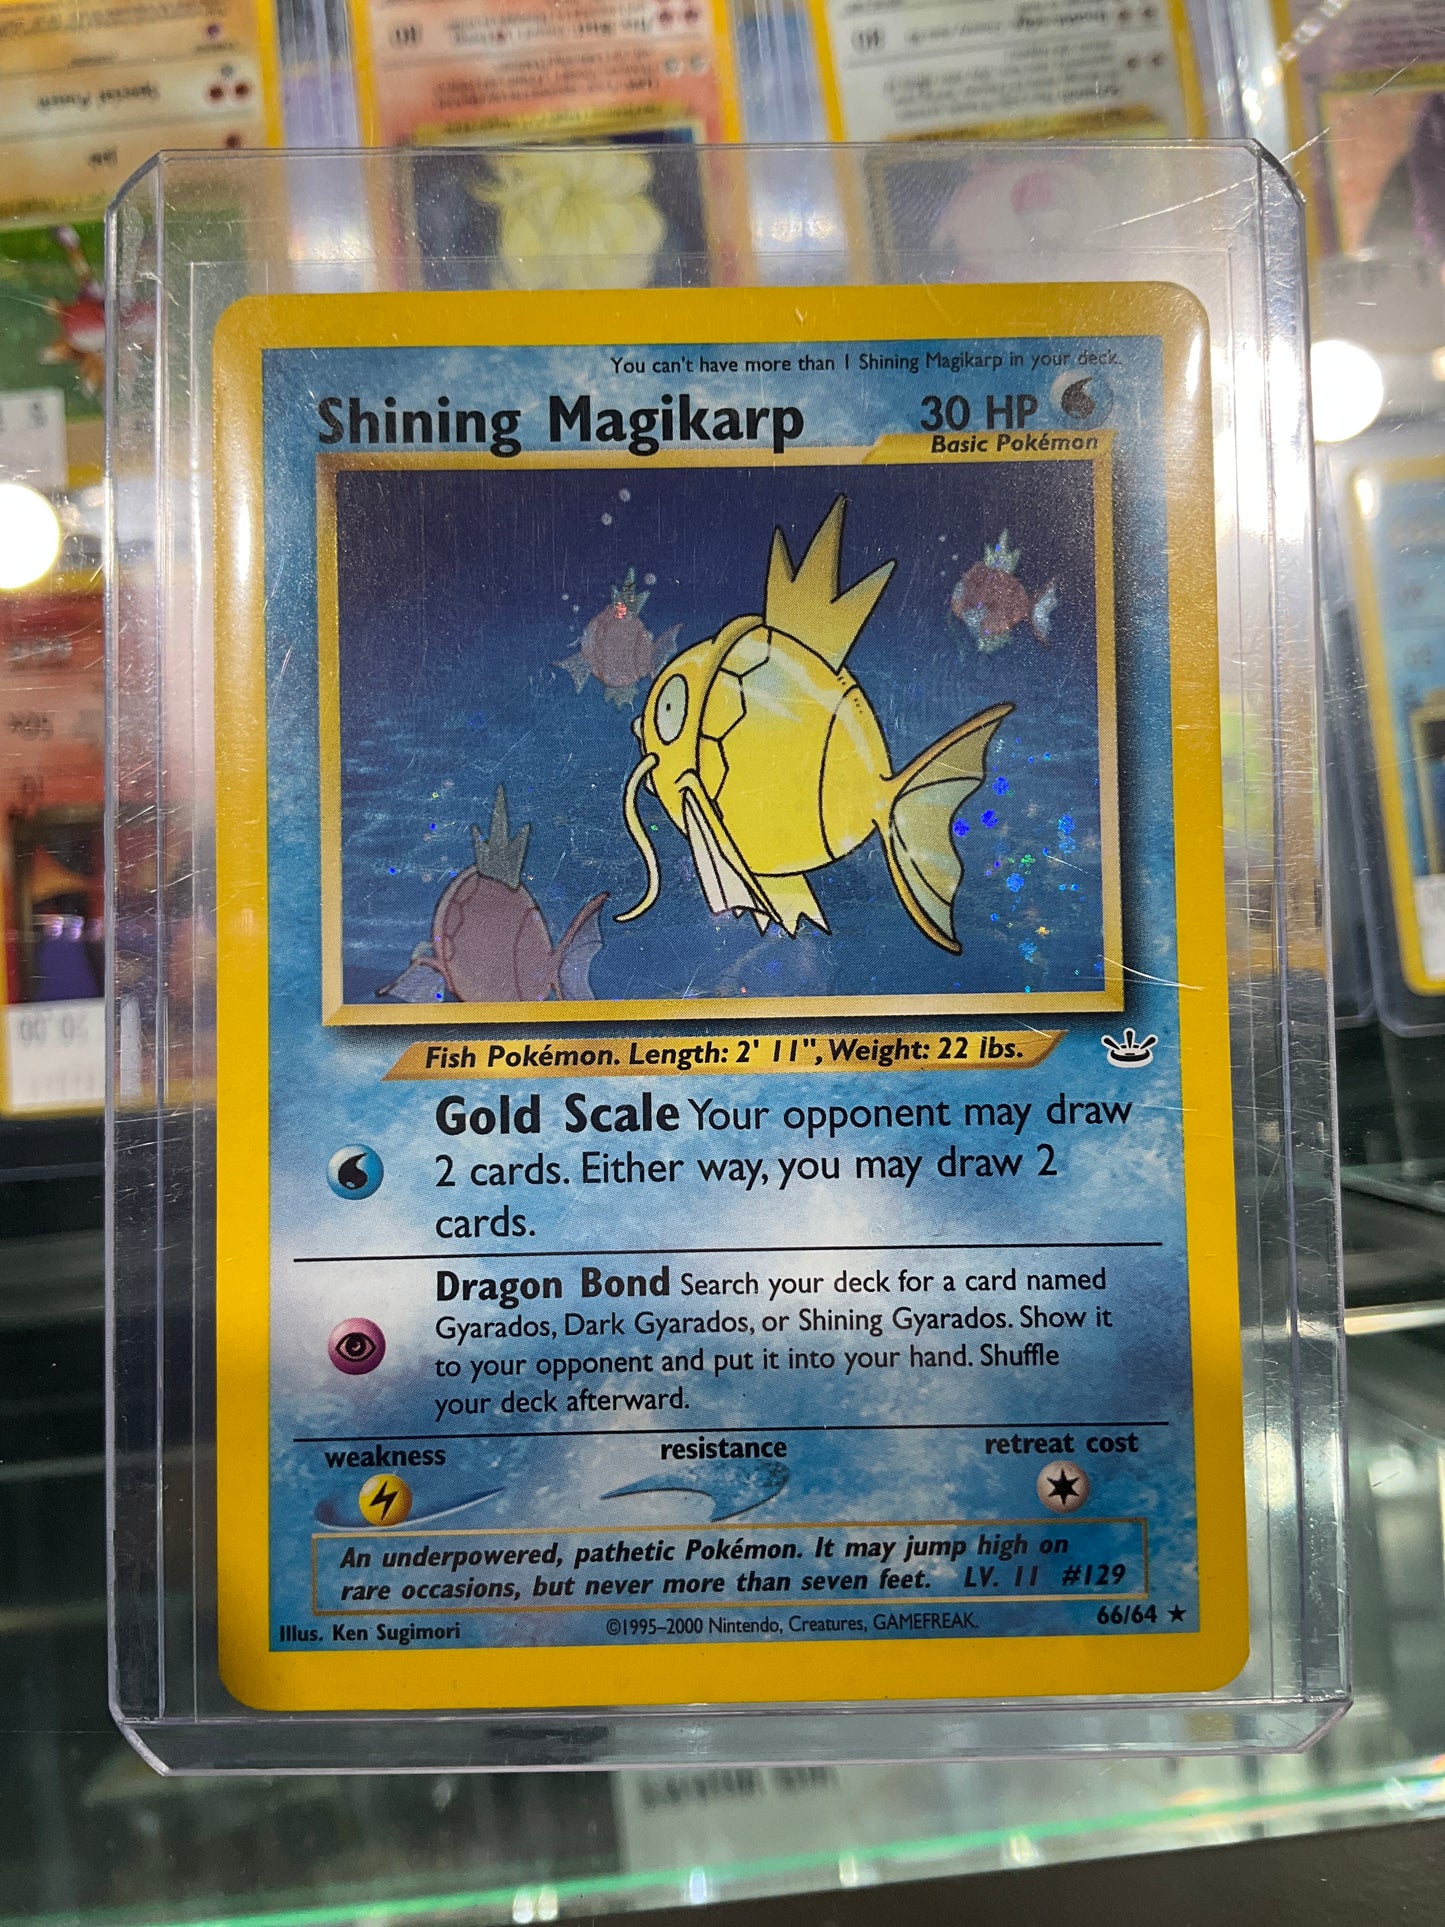 You can't have more than 1 Shining Magikarp in your deck.
Shining Magikarp 30 HP
Basic Pokémon
Fish Pokémon. Length: 2' 11", Weight: 22 lbs.
Gold Scale Your opponent may draw
2 cards. Either way, you may draw 2
cards.
Dragon Bond Search your deck for a card named
Gyarados, Dark Gyarados, or Shining Gyarados. Show it
to your opponent and put it into your hand. Shuffle
your deck afterward.
weakness resistance retreat cost
An underpowered, pathetic Pokémon. It may jump high on
rare occasions, but never more than seven feet. LV. 11 #129
Illus. Ken Sugimori ©1995–2000 Nintendo, Creatures, GAMEFREAK. 66/64 ★